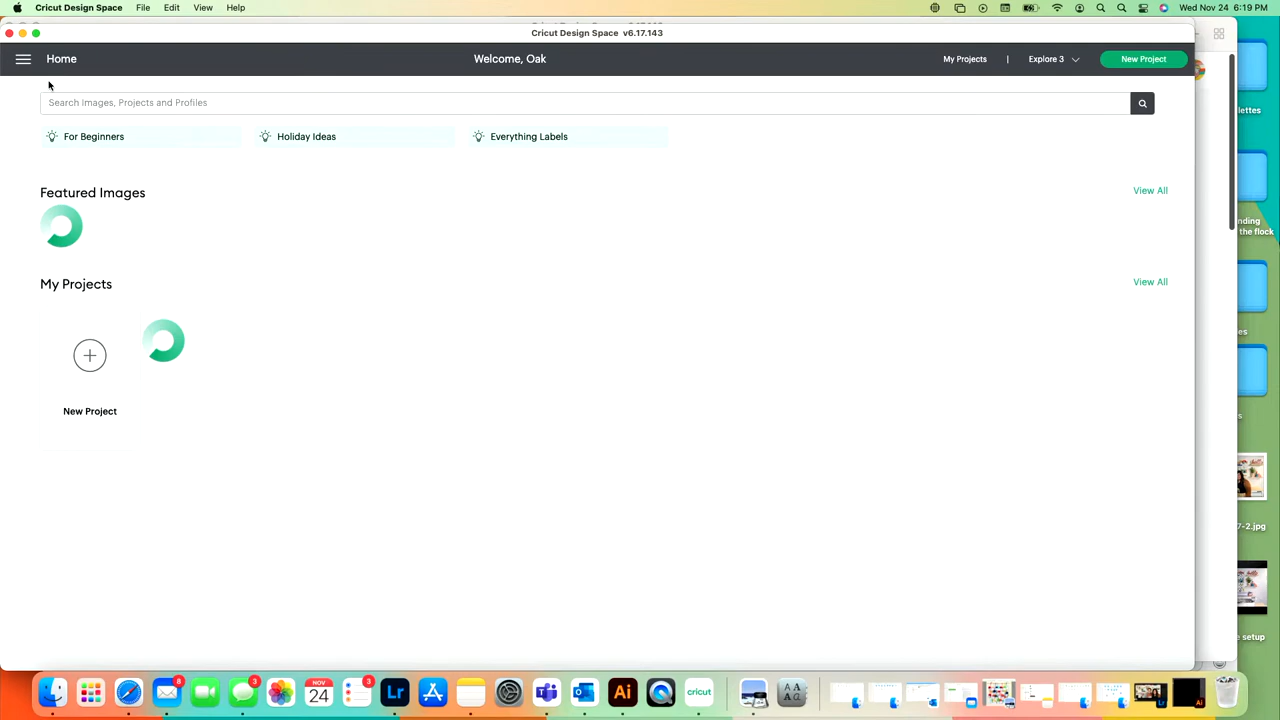 Cricut Design Space File Edit View Help Wed Nov 24 6:19 PM
Cricut Design Space v6.17.143
Home Welcome, Oak My Projects | Explore 3 New Project
Search Images, Projects and Profiles
For Beginners Holiday Ideas Everything Labels
Featured Images View All
My Projects View All
New Project
lettes
nding
the flock
es
s
7-2.jpg
e setup
8
3
NOV
24
3
Lr
Ai
cricut
A A
A G